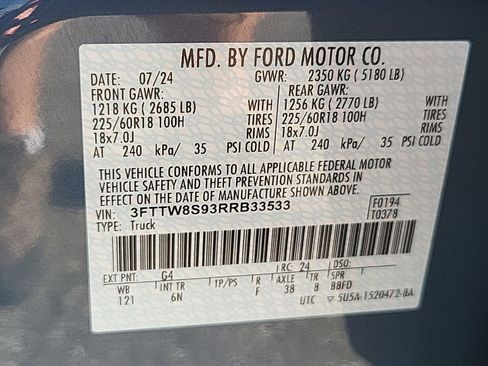 MFD. BY FORD MOTOR CO.
DATE: 07/24 GVWR: 2350 KG ( 5180 LB)
FRONT GAWR: REAR GAWR:
1218 KG ( 2685 LB) WITH 1256 KG ( 2770 LB) WITH
225/60R18 100H TIRES 225/60R18 100H TIRES
18x7.0J RIMS 18x7.0J RIMS
AT 240 kPa/ 35 PSI COLD AT 240 kPa/ 35 PSI COLD
THIS VEHICLE CONFORMS TO ALL APPLICABLE FEDERAL MOTOR
VEHICLE SAFETY AND THEFT PREVENTION STANDARDS IN
EFFECT ON THE DATE OF MANUFACTURE SHOWN ABOVE.
VIN: 3FTTW8S93RRB33533 F0194
TYPE: Truck T0378
EXT PNT: G4 RC: 24 DSO:
WB INT TR TP/PS R AXLE TR SPR
121 6N F 38 8 BBFD
UTC 5U5A-1520472-BA